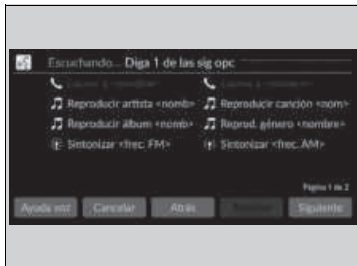 Escuchando... Diga 1 de las sig opc
Reproducir artista <nomb>
Reproducir canción <nom>
Reproducir álbum <nomb>
Reprod. género <nombre>
Sintonizar <frec. FM>
Sintonizar <frec. AM>
Página 1 de 2
Ayuda voz
Cancelar
Atrás
Siguiente